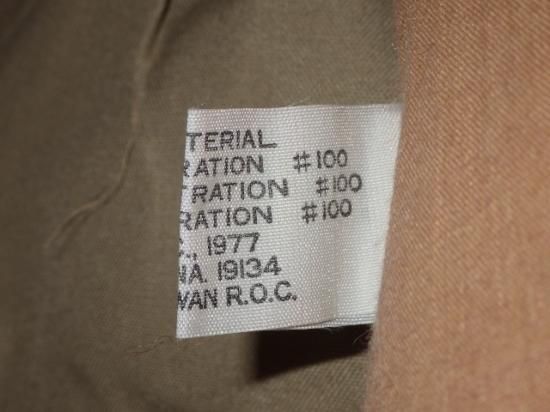 TERIAL
RATION #100
TRATION #100
RATION #100
C., 1977
NA. 19134
WAN R.O.C.